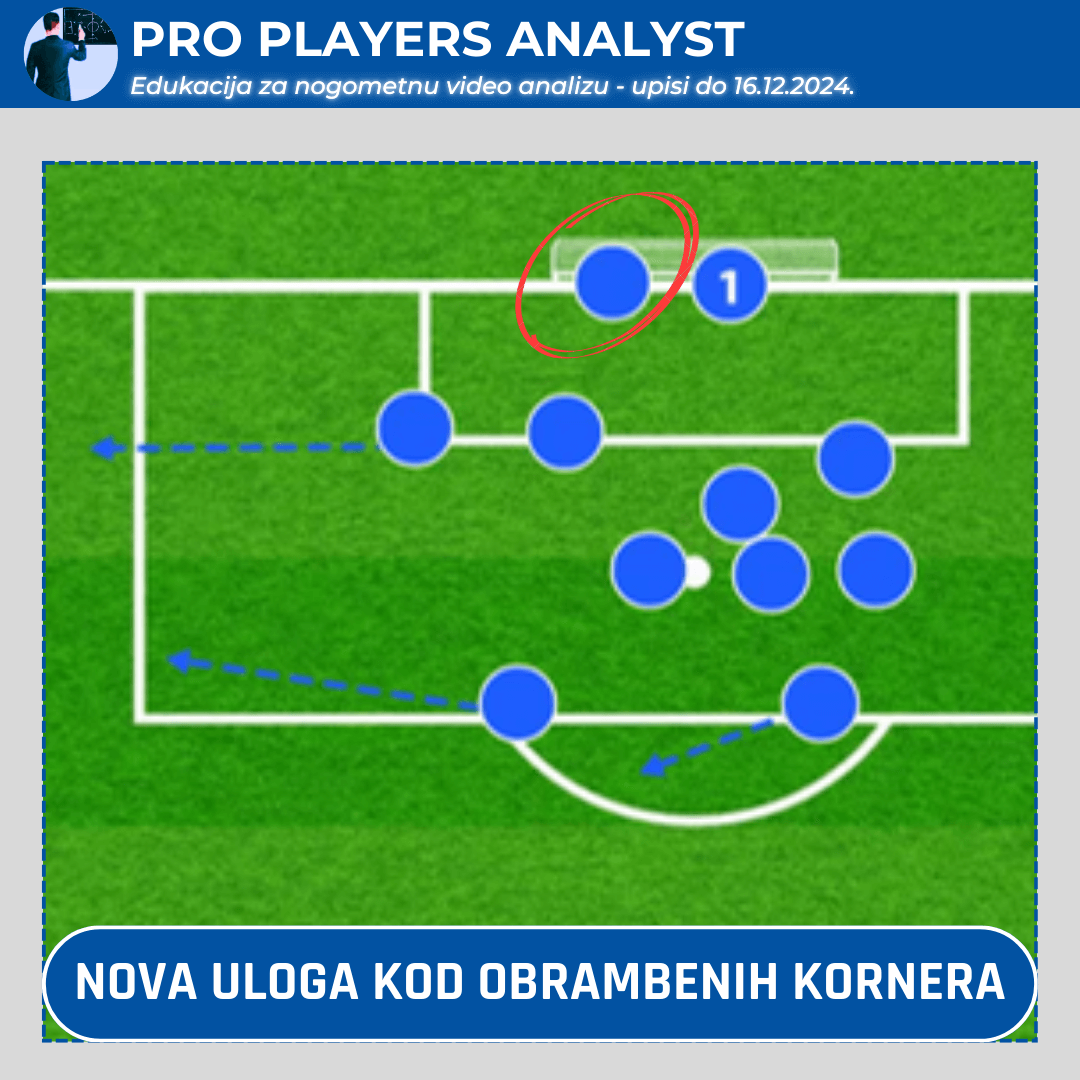 PRO PLAYERS ANALYST
Edukacija za nogometnu video analizu - upisi do 16.12.2024.
1
NOVA ULOGA KOD OBRAMBENIH KORNERA